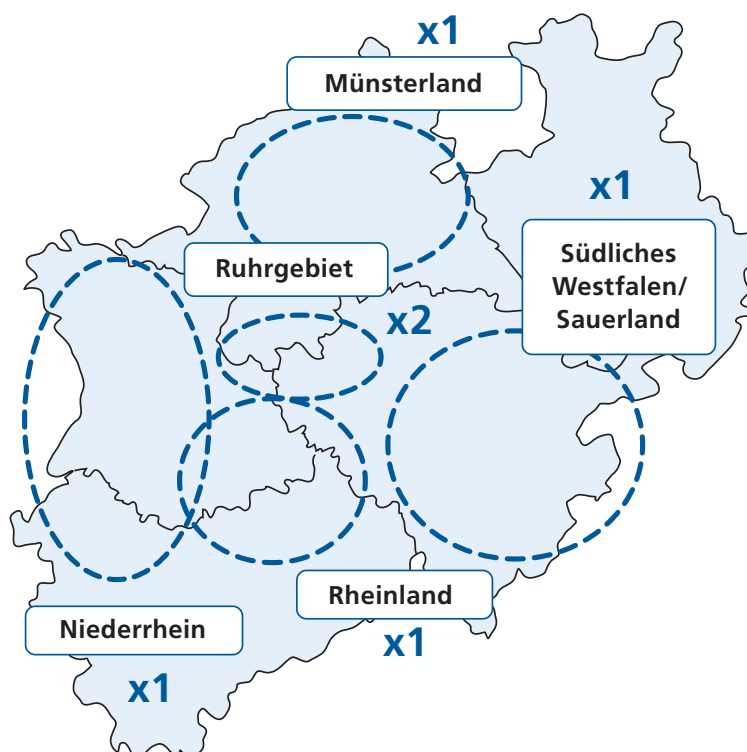 x1
Münsterland
x1
Südliches
Westfalen/
Sauerland
Ruhrgebiet
x2
Rheinland
x1
Niederrhein
x1